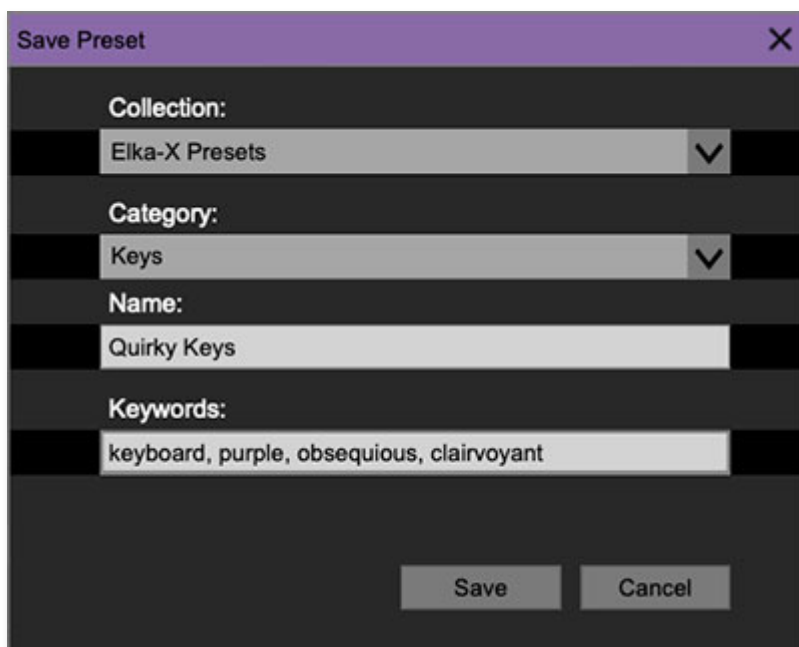 Save Preset
Collection:
Elka-X Presets
Category:
Keys
Name:
Quirky Keys
Keywords:
keyboard, purple, obsequious, clairvoyant
Save Cancel